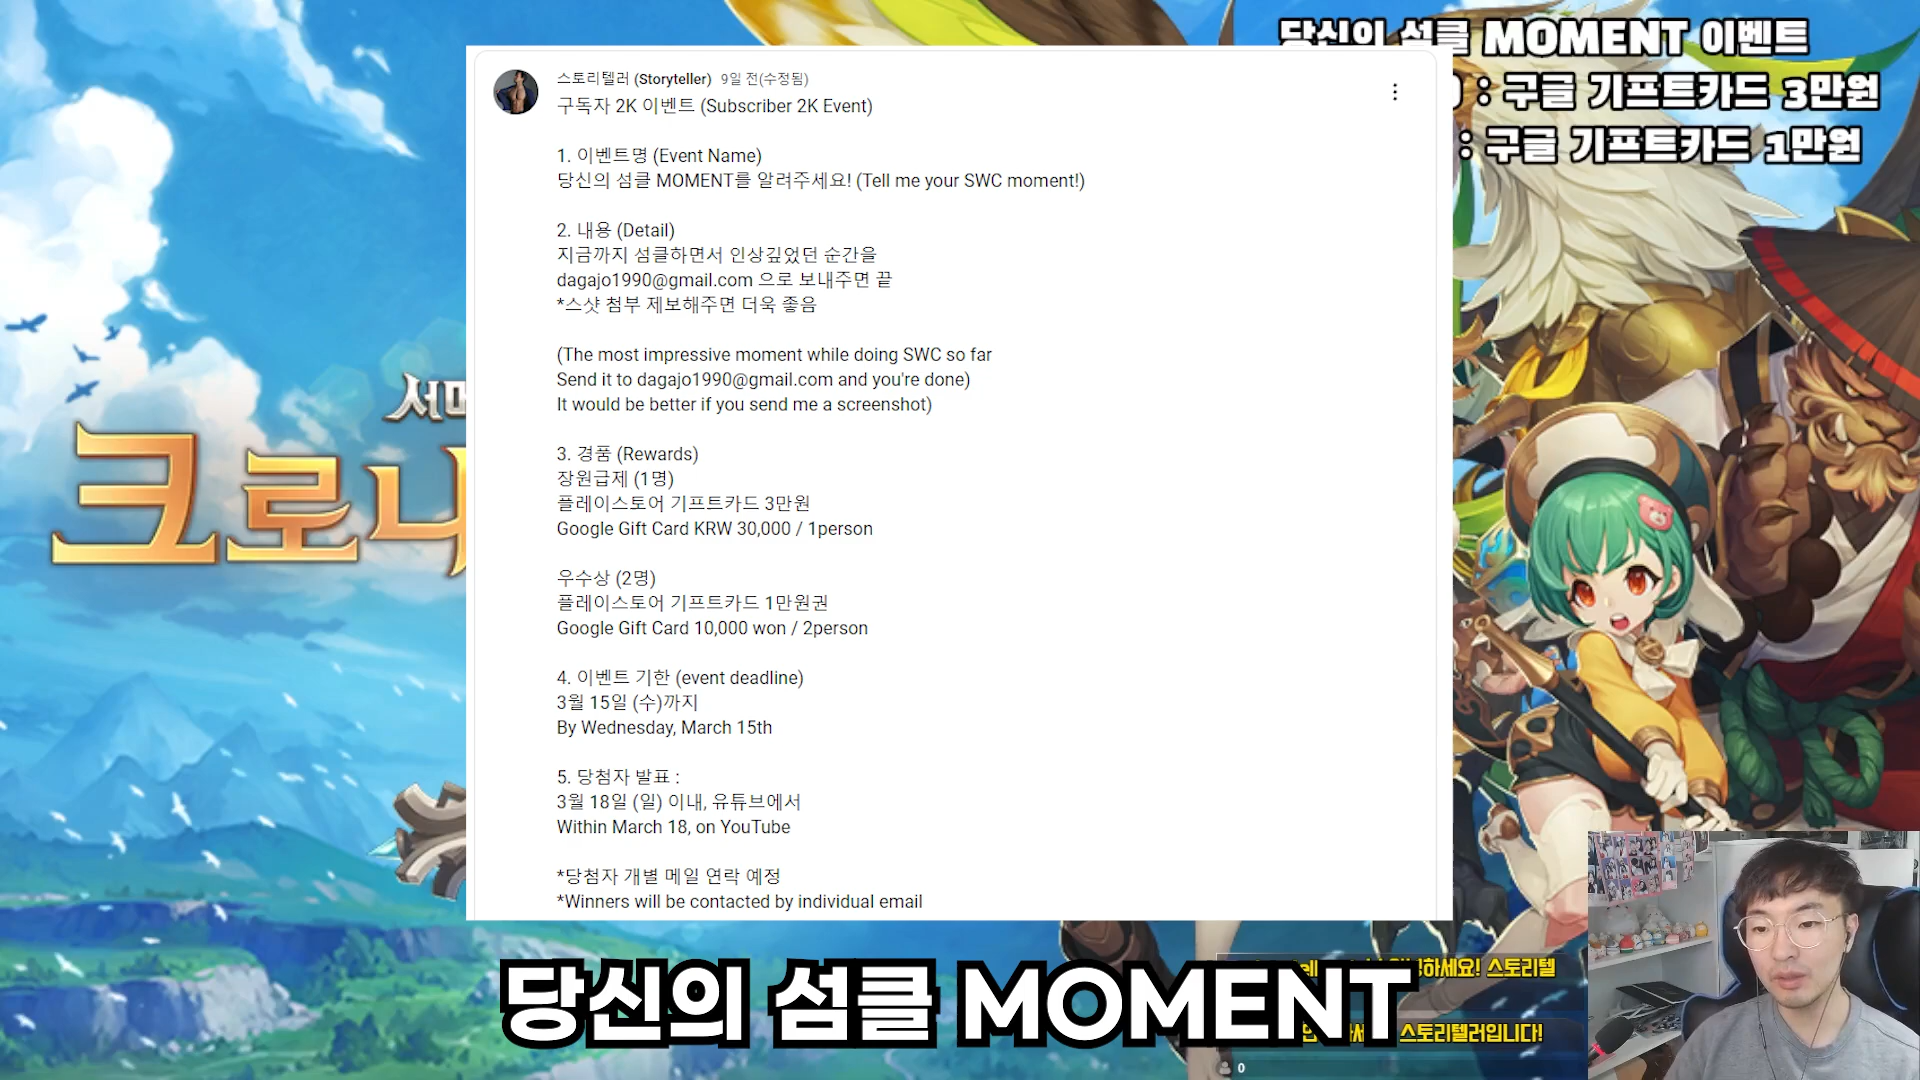 당신의 섬클 MOMENT 이벤트
: 구글 기프트카드 3만원
: 구글 기프트카드 1만원
스토리텔러 (Storyteller) 9일 전(수정됨)
구독자 2K 이벤트 (Subscriber 2K Event)
1. 이벤트명 (Event Name)
당신의 섬클 MOMENT를 알려주세요! (Tell me your SWC moment!)
2. 내용 (Detail)
지금까지 섬클하면서 인상깊었던 순간을
dagajo1990@gmail.com 으로 보내주면 끝
*스샷 첨부 제보해주면 더욱 좋음
(The most impressive moment while doing SWC so far
Send it to dagajo1990@gmail.com and you're done)
It would be better if you send me a screenshot)
3. 경품 (Rewards)
장원급제 (1명)
플레이스토어 기프트카드 3만원
Google Gift Card KRW 30,000 / 1person
우수상 (2명)
플레이스토어 기프트카드 1만원권
Google Gift Card 10,000 won / 2person
4. 이벤트 기한 (event deadline)
3월 15일 (수)까지
By Wednesday, March 15th
5. 당첨자 발표 :
3월 18일 (일) 이내, 유튜브에서
Within March 18, on YouTube
*당첨자 개별 메일 연락 예정
*Winners will be contacted by individual email
서머
크로니
하세요! 스토리텔
스토리텔러입니다!
당신의 섬클 MOMENT
0